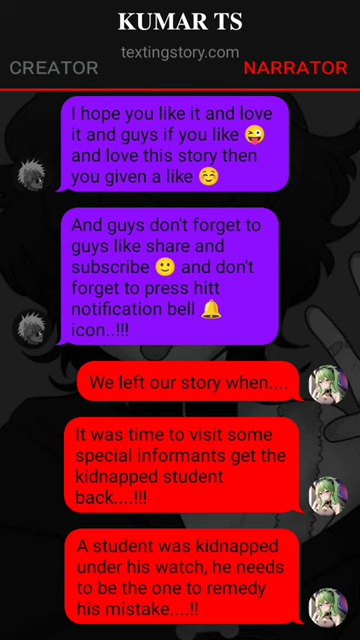 KUMAR TS
textingstory.com
CREATOR
NARRATOR
I hope you like it and love
it and guys if you like 😜
and love this story then
you given a like ☺️
And guys don't forget to
guys like share and
subscribe 🙂 and don't
forget to press hitt
notification bell 🔔
icon..!!!
We left our story when....
It was time to visit some
special informants get the
kidnapped student
back....!!!
A student was kidnapped
under his watch, he needs
to be the one to remedy
his mistake....!!